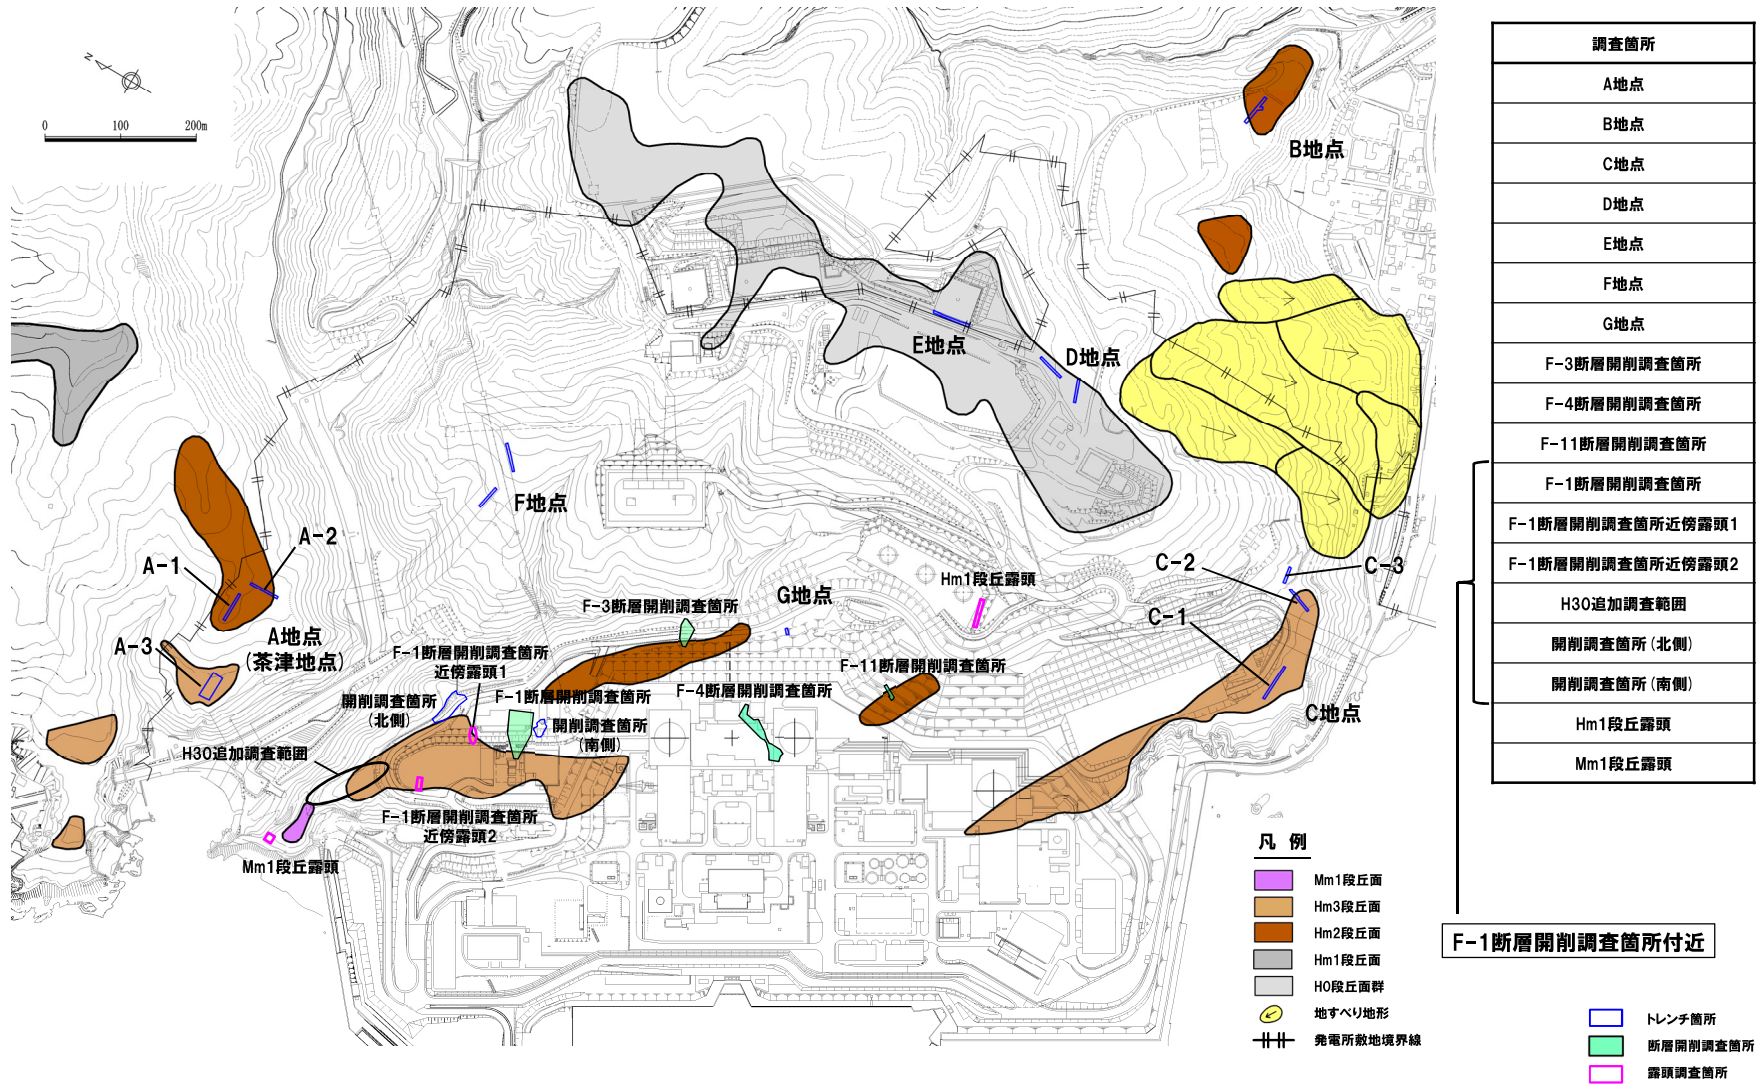 N
0 100 200m
B地点
E地点
D地点
F地点
A-2
A-1
A地点
(茶津地点)
A-3
C-2
C-3
C-1
C地点
Hm1段丘露頭
G地点
F-3断層開削調査箇所
F-1断層開削調査箇所
近傍露頭1
F-1断層開削調査箇所
F-4断層開削調査箇所
F-11断層開削調査箇所
開削調査箇所
(北側)
開削調査箇所
(南側)
H30追加調査範囲
F-1断層開削調査箇所
近傍露頭2
Mm1段丘露頭
凡 例
Mm1段丘面
Hm3段丘面
Hm2段丘面
Hm1段丘面
H0段丘面群
地すべり地形
発電所敷地境界線
調査箇所
A地点
B地点
C地点
D地点
E地点
F地点
G地点
F-3断層開削調査箇所
F-4断層開削調査箇所
F-11断層開削調査箇所
F-1断層開削調査箇所
F-1断層開削調査箇所近傍露頭1
F-1断層開削調査箇所近傍露頭2
H30追加調査範囲
開削調査箇所(北側)
開削調査箇所(南側)
Hm1段丘露頭
Mm1段丘露頭
F-1断層開削調査箇所付近
トレンチ箇所
断層開削調査箇所
露頭調査箇所